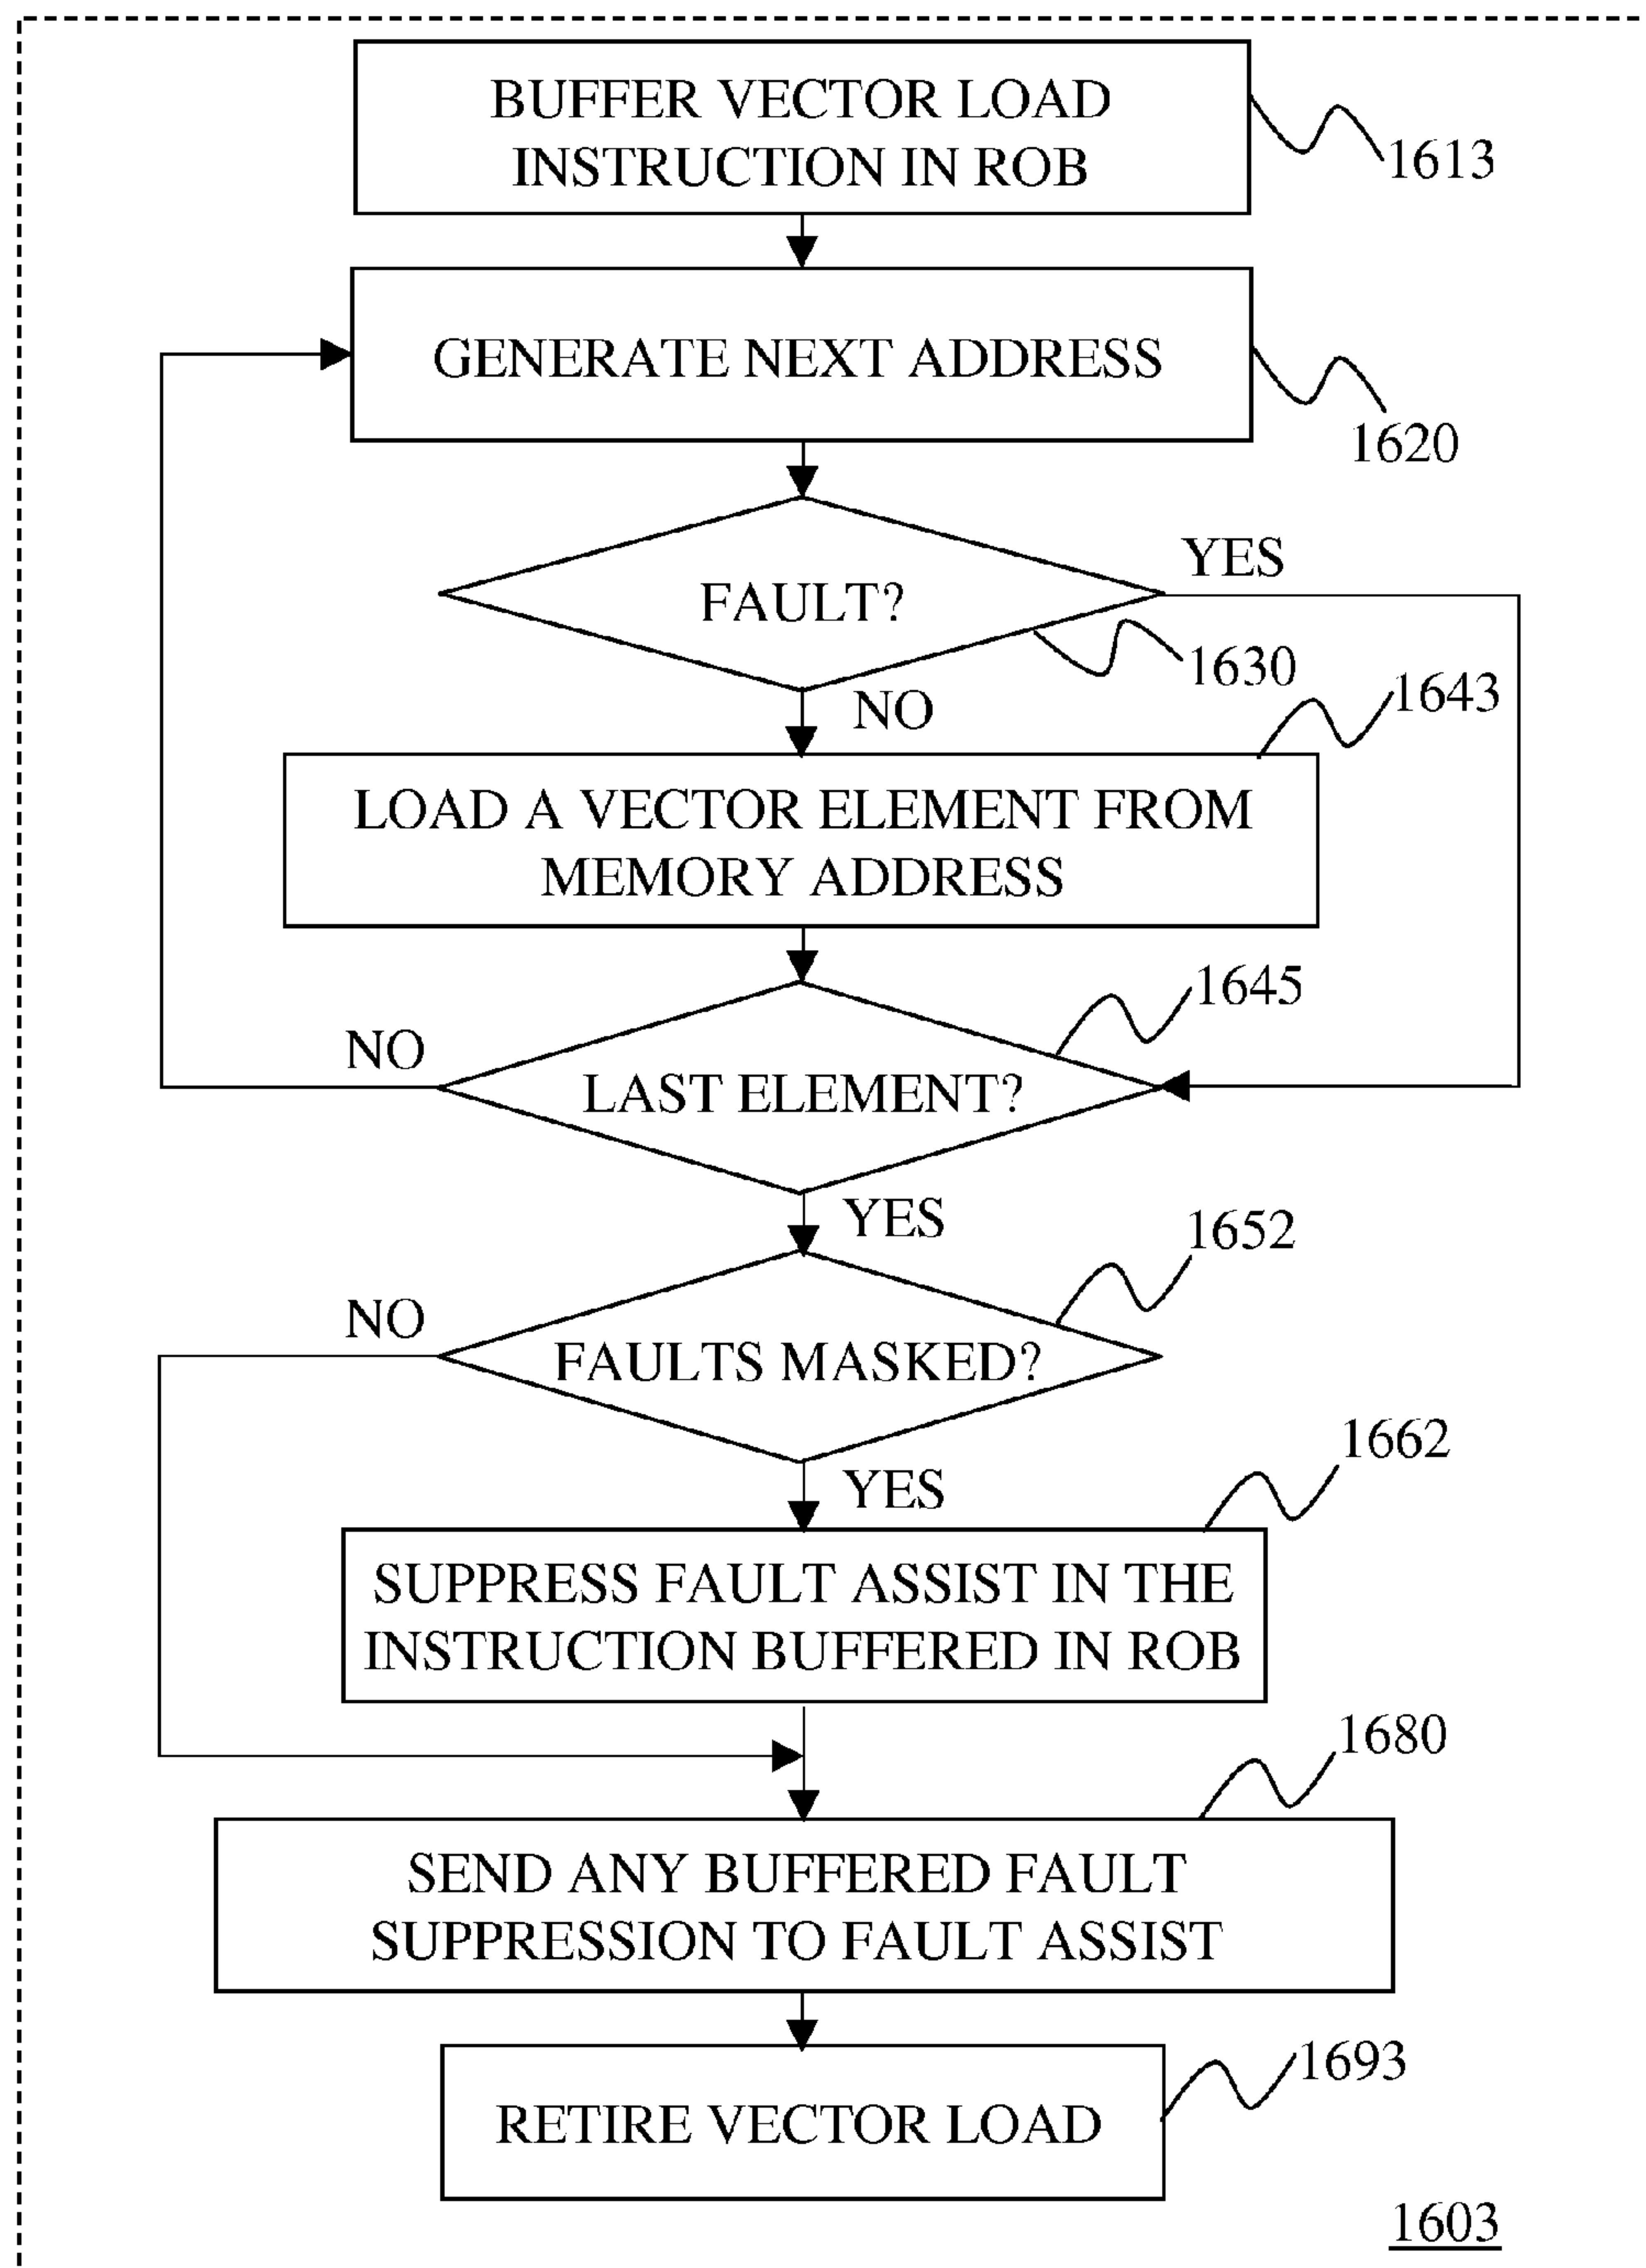 BUFFER VECTOR LOAD
INSTRUCTION IN ROB
1613
GENERATE NEXT ADDRESS
1620
YES
FAULT?
1630
1643
NO
LOAD A VECTOR ELEMENT FROM
MEMORY ADDRESS
1645
NO
LAST ELEMENT?
YES
1652
NO
FAULTS MASKED?
1662
YES
SUPPRESS FAULT ASSIST IN THE
INSTRUCTION BUFFERED IN ROB
1680
SEND ANY BUFFERED FAULT
SUPPRESSION TO FAULT ASSIST
1693
RETIRE VECTOR LOAD
1603